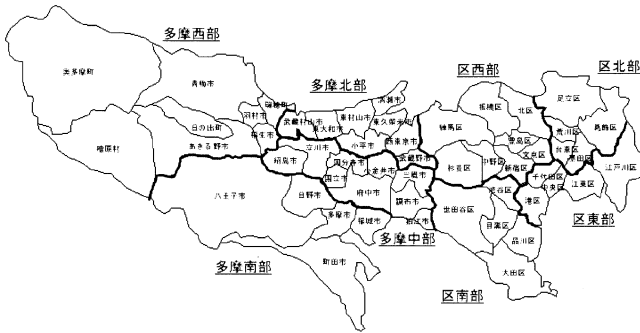 多摩西部
区北部
奥多摩町
多摩北部
区西部
青梅市
清瀬市
板橋区
北区
足立区
瑞穂町
羽村市
武蔵村山市
東村山市
東久留米市
練馬区
葛飾区
日の出町
東大和市
荒川区
福生市
小平市
西東京市
豊島区
あきる野市
文京区
台東区
檜原村
立川市
武蔵野市
中野区
新宿区
墨田区
江戸川区
昭島市
国分寺市
小金井市
三鷹市
杉並区
千代田区
国立市
中央区
江東区
八王子市
日野市
府中市
調布市
渋谷区
港区
多摩市
稲城市
狛江市
世田谷区
目黒区
区東部
多摩中部
品川区
多摩南部
町田市
大田区
区南部